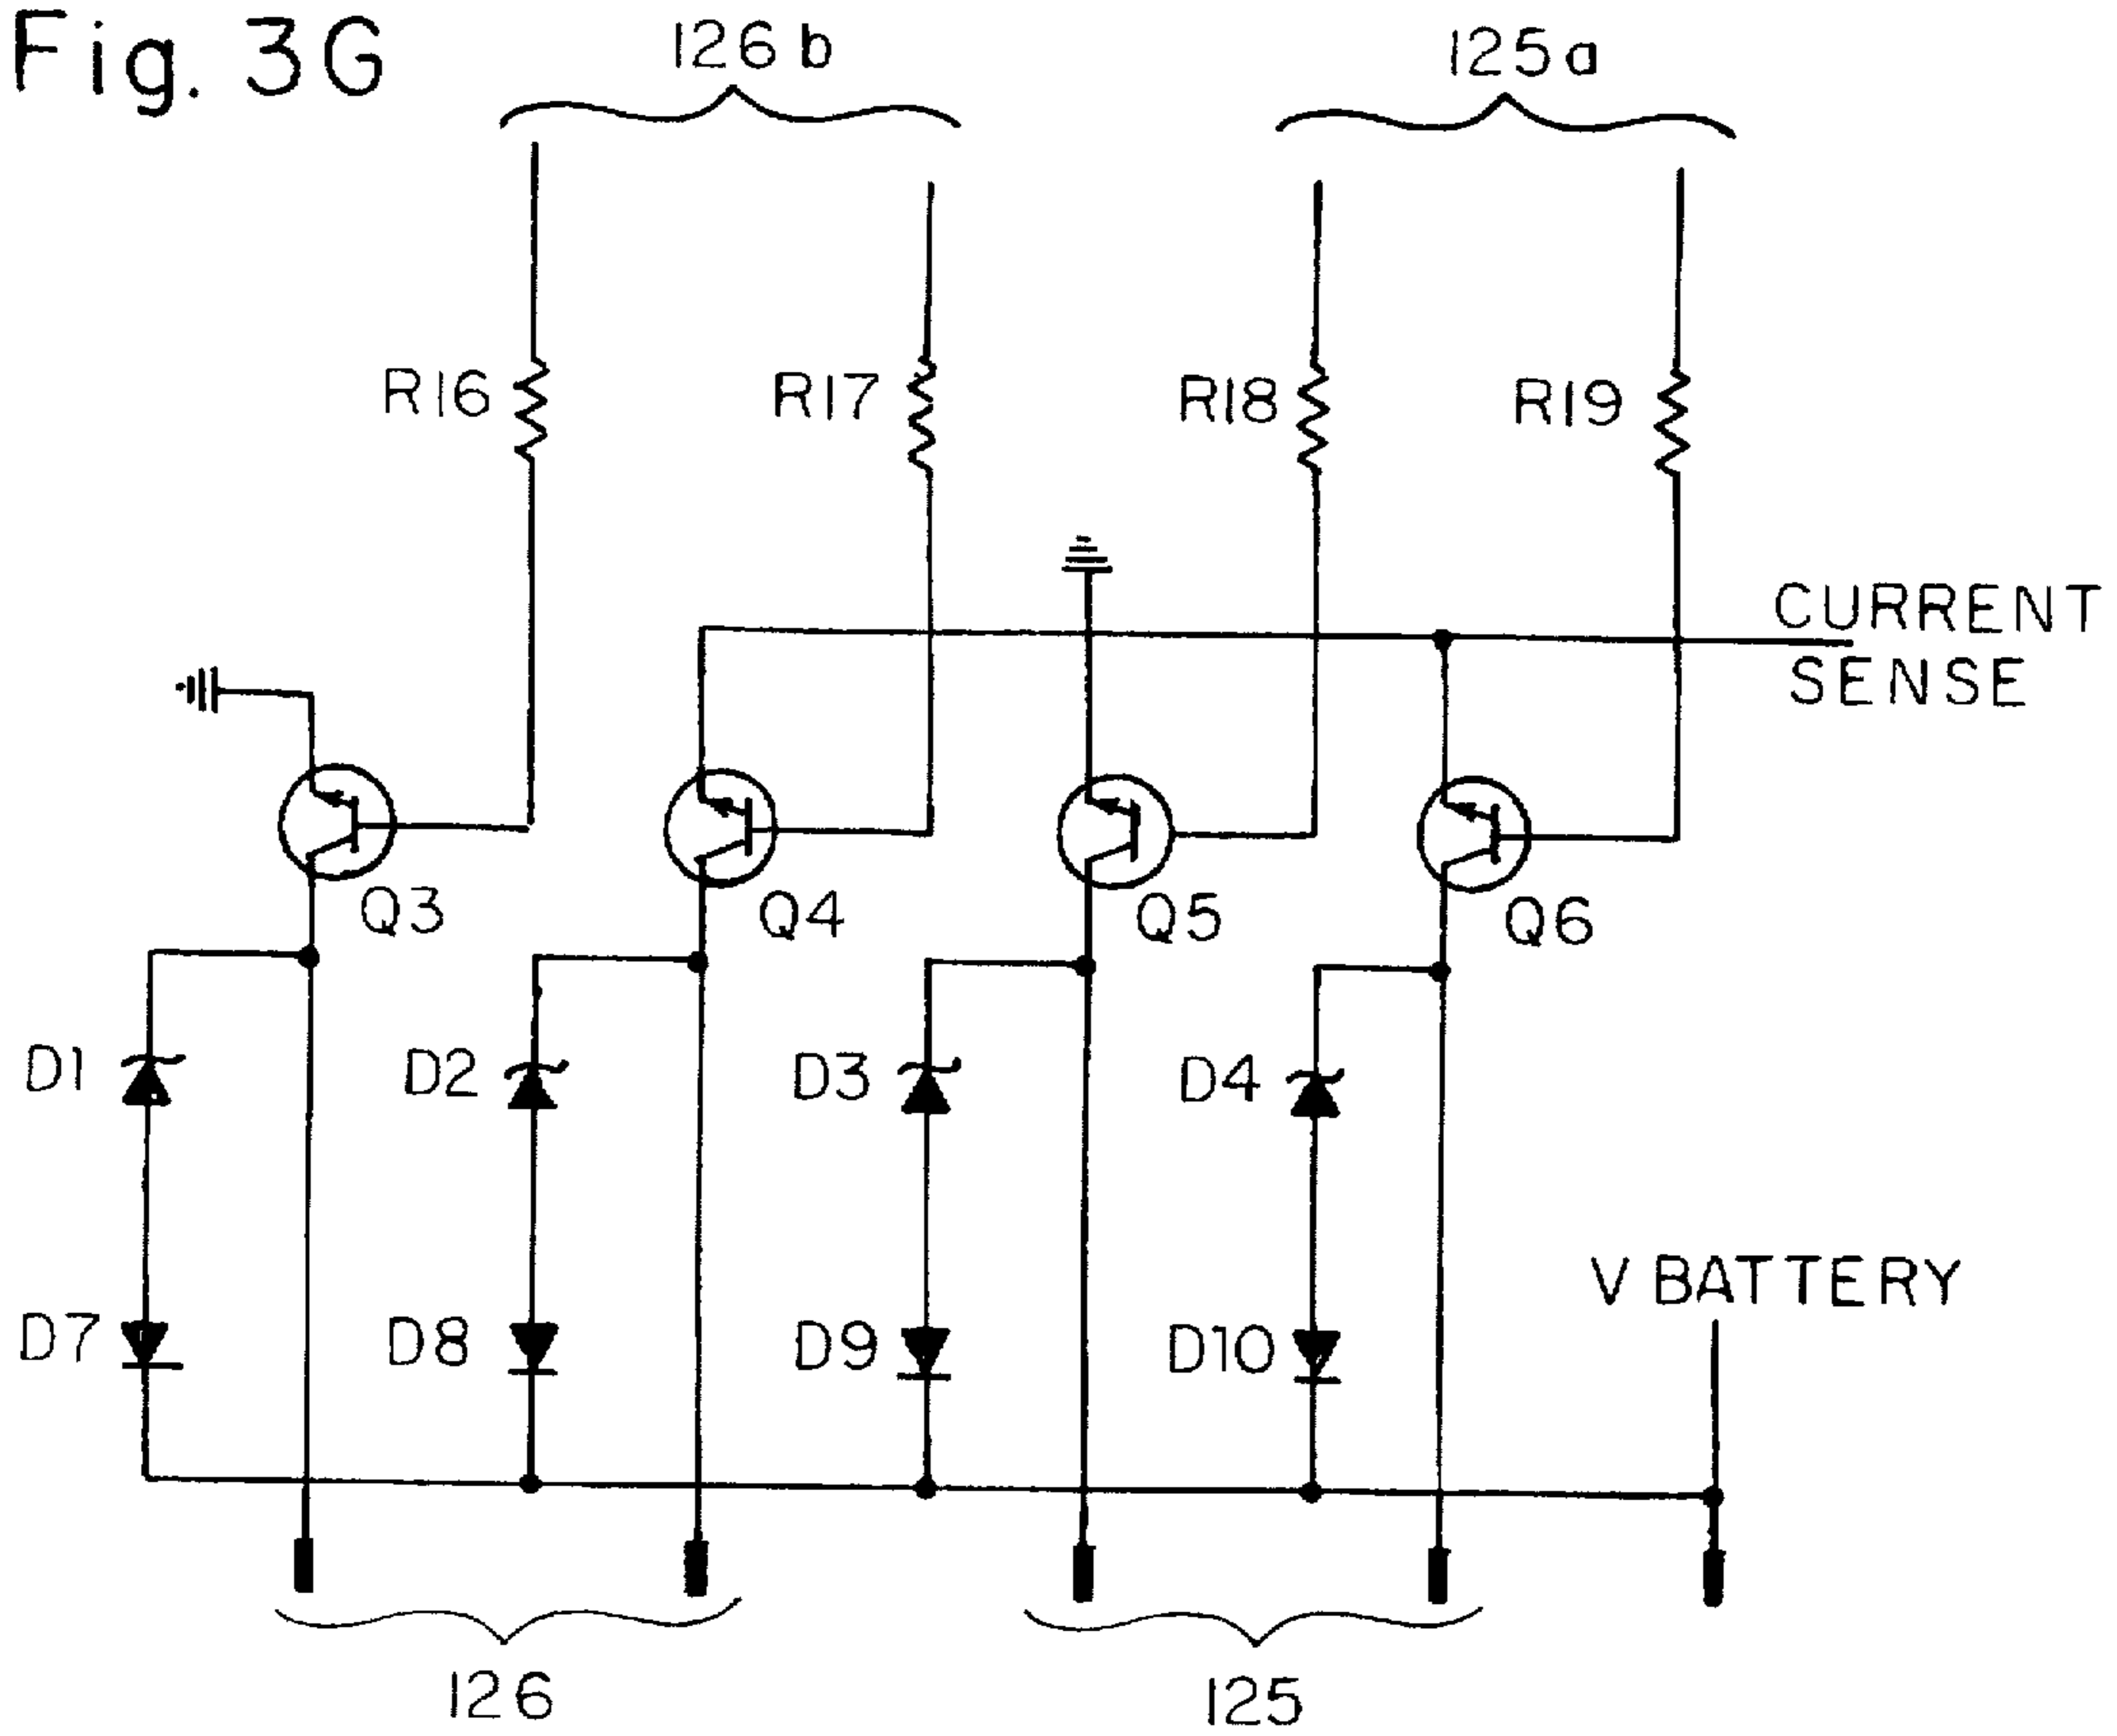 Fig. 3G
126b
125a
R16
R17
R18
R19
CURRENT
SENSE
Q3
Q4
Q5
Q6
D1
D2
D3
D4
V BATTERY
D7
D8
D9
D10
126
125